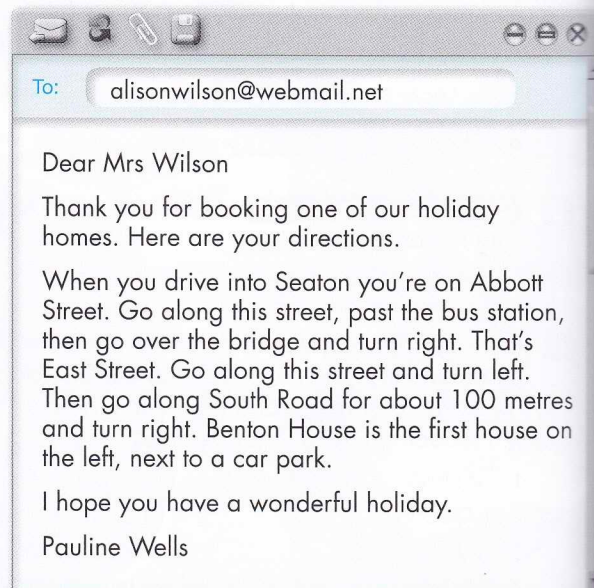 To: alisonwilson@webmail.net
Dear Mrs Wilson
Thank you for booking one of our holiday
homes. Here are your directions.
When you drive into Seaton you're on Abbott
Street. Go along this street, past the bus station,
then go over the bridge and turn right. That's
East Street. Go along this street and turn left.
Then go along South Road for about 100 metres
and turn right. Benton House is the first house on
the left, next to a car park.
I hope you have a wonderful holiday.
Pauline Wells